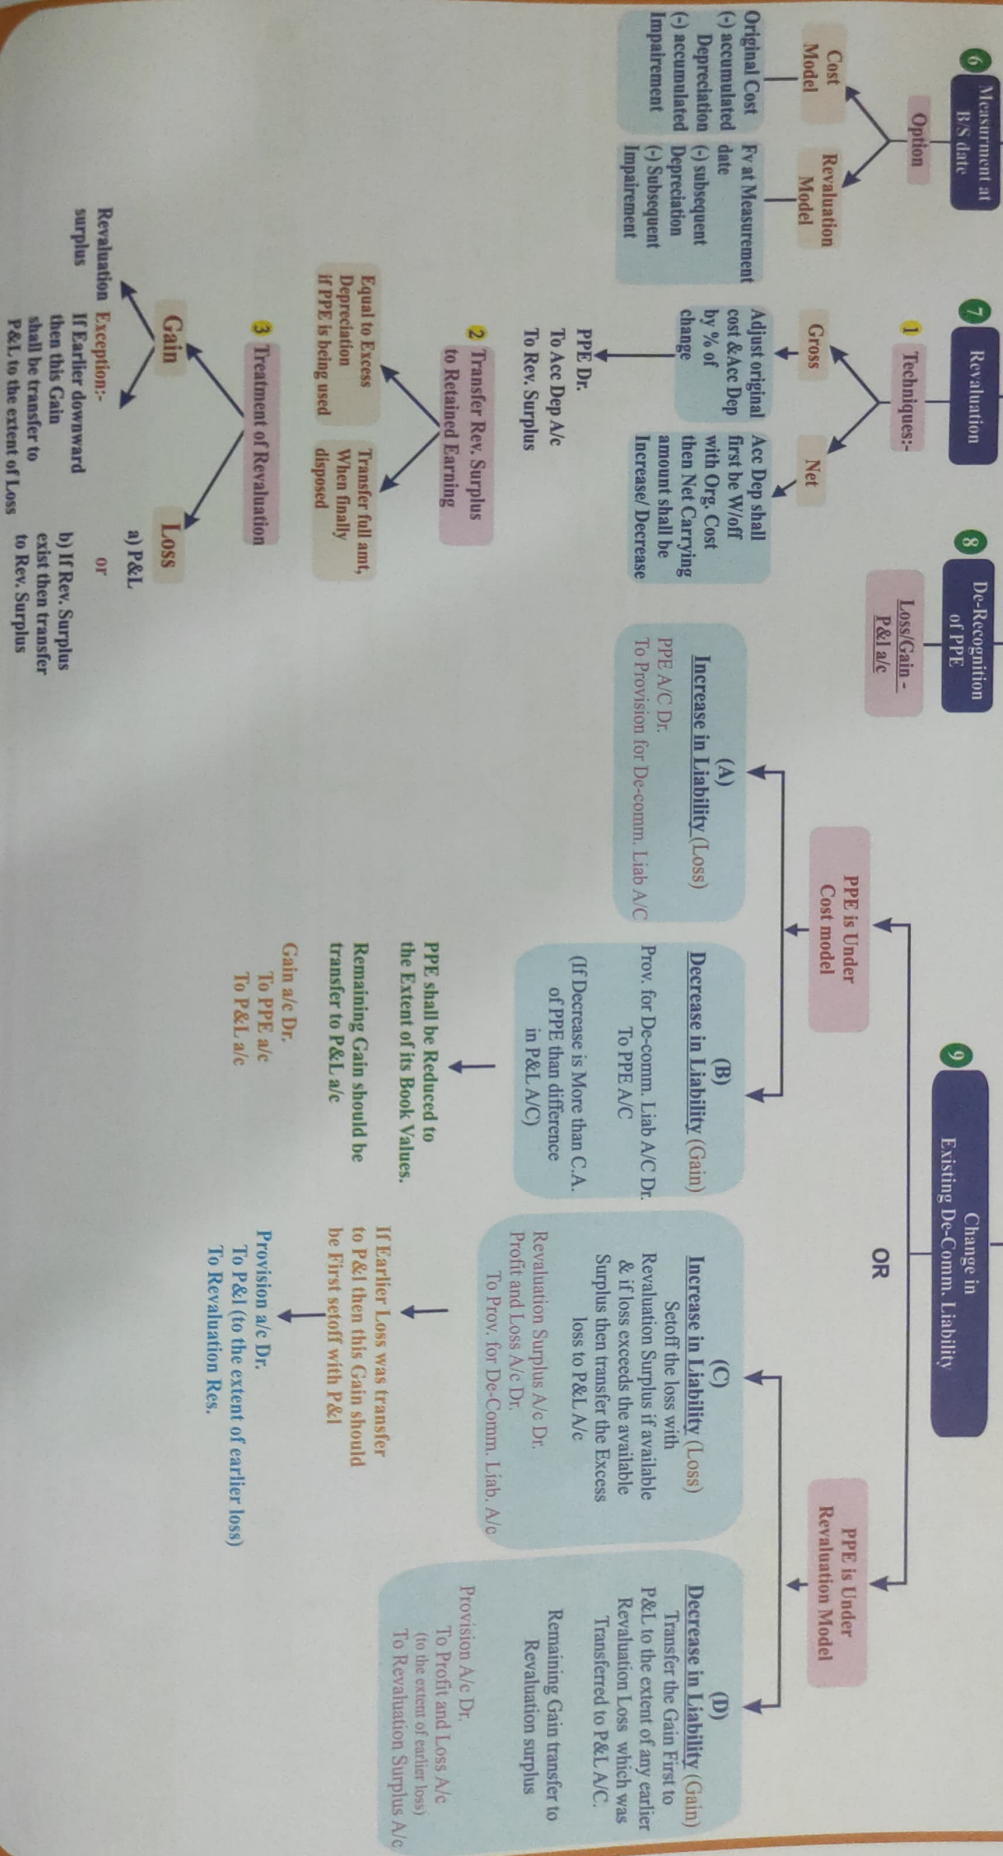 6 Measurment at
B/S date
Option
Cost
Model
Original Cost
(-) accumulated
Depreciation
(-) accumulated
Impairement
Revaluation
Model
Fv at Measurement
date
(-) subsequent
Depreciation
(-) Subsequent
Impairement
7 Revaluation
1 Techniques:-
Gross
Adjust original
cost &Acc Dep
by % of
change
PPE Dr.
To Acc Dep A/c
To Rev. Surplus
Net
Acc Dep shall
first be W/off
with Org. Cost
then Net Carrying
amount shall be
Increase/ Decrease
2 Transfer Rev. Surplus
to Retained Earning
Equal to Excess
Depreciation
if PPE is being used
Transfer full amt,
When finally
disposed
3 Treatment of Revaluation
Gain
Revaluation
surplus
Exception:-
If Earlier downward
then this Gain
shall be transfer to
P&L to the extent of Loss
Loss
a) P&L
or
b) If Rev. Surplus
exist then transfer
to Rev. Surplus
8 De-Recognition
of PPE
Loss/Gain -
P&l a/c
9 Change in
Existing De-Comm. Liability
OR
PPE is Under
Cost model
(A)
Increase in Liability (Loss)
PPE A/C Dr.
To Provision for De-comm. Liab A/C
(B)
Decrease in Liability (Gain)
Prov. for De-comm. Liab A/C Dr.
To PPE A/C
(If Decrease is More than C.A.
of PPE than difference
in P&L A/C)
PPE shall be Reduced to
the Extent of its Book Values.
Remaining Gain should be
transfer to P&L a/c
Gain a/c Dr.
To PPE a/c
To P&L a/c
PPE is Under
Revaluation Model
(C)
Increase in Liability (Loss)
Setoff the loss with
Revaluation Surplus if available
& if loss exceeds the available
Surplus then transfer the Excess
loss to P&L A/c
Revaluation Surplus A/c Dr.
Profit and Loss A/c Dr.
To Prov. for De-Comm. Liab. A/c
If Earlier Loss was transfer
to P&l then this Gain should
be First setoff with P&l
Provision a/c Dr.
To P&l (to the extent of earlier loss)
To Revaluation Res.
(D)
Decrease in Liability (Gain)
Transfer the Gain First to
P&L to the extent of any earlier
Revaluation Loss which was
Transferred to P&L A/C.
Remaining Gain transfer to
Revaluation surplus
Provision A/c Dr.
To Profit and Loss A/c
(to the extent of earlier loss)
To Revaluation Surplus A/c